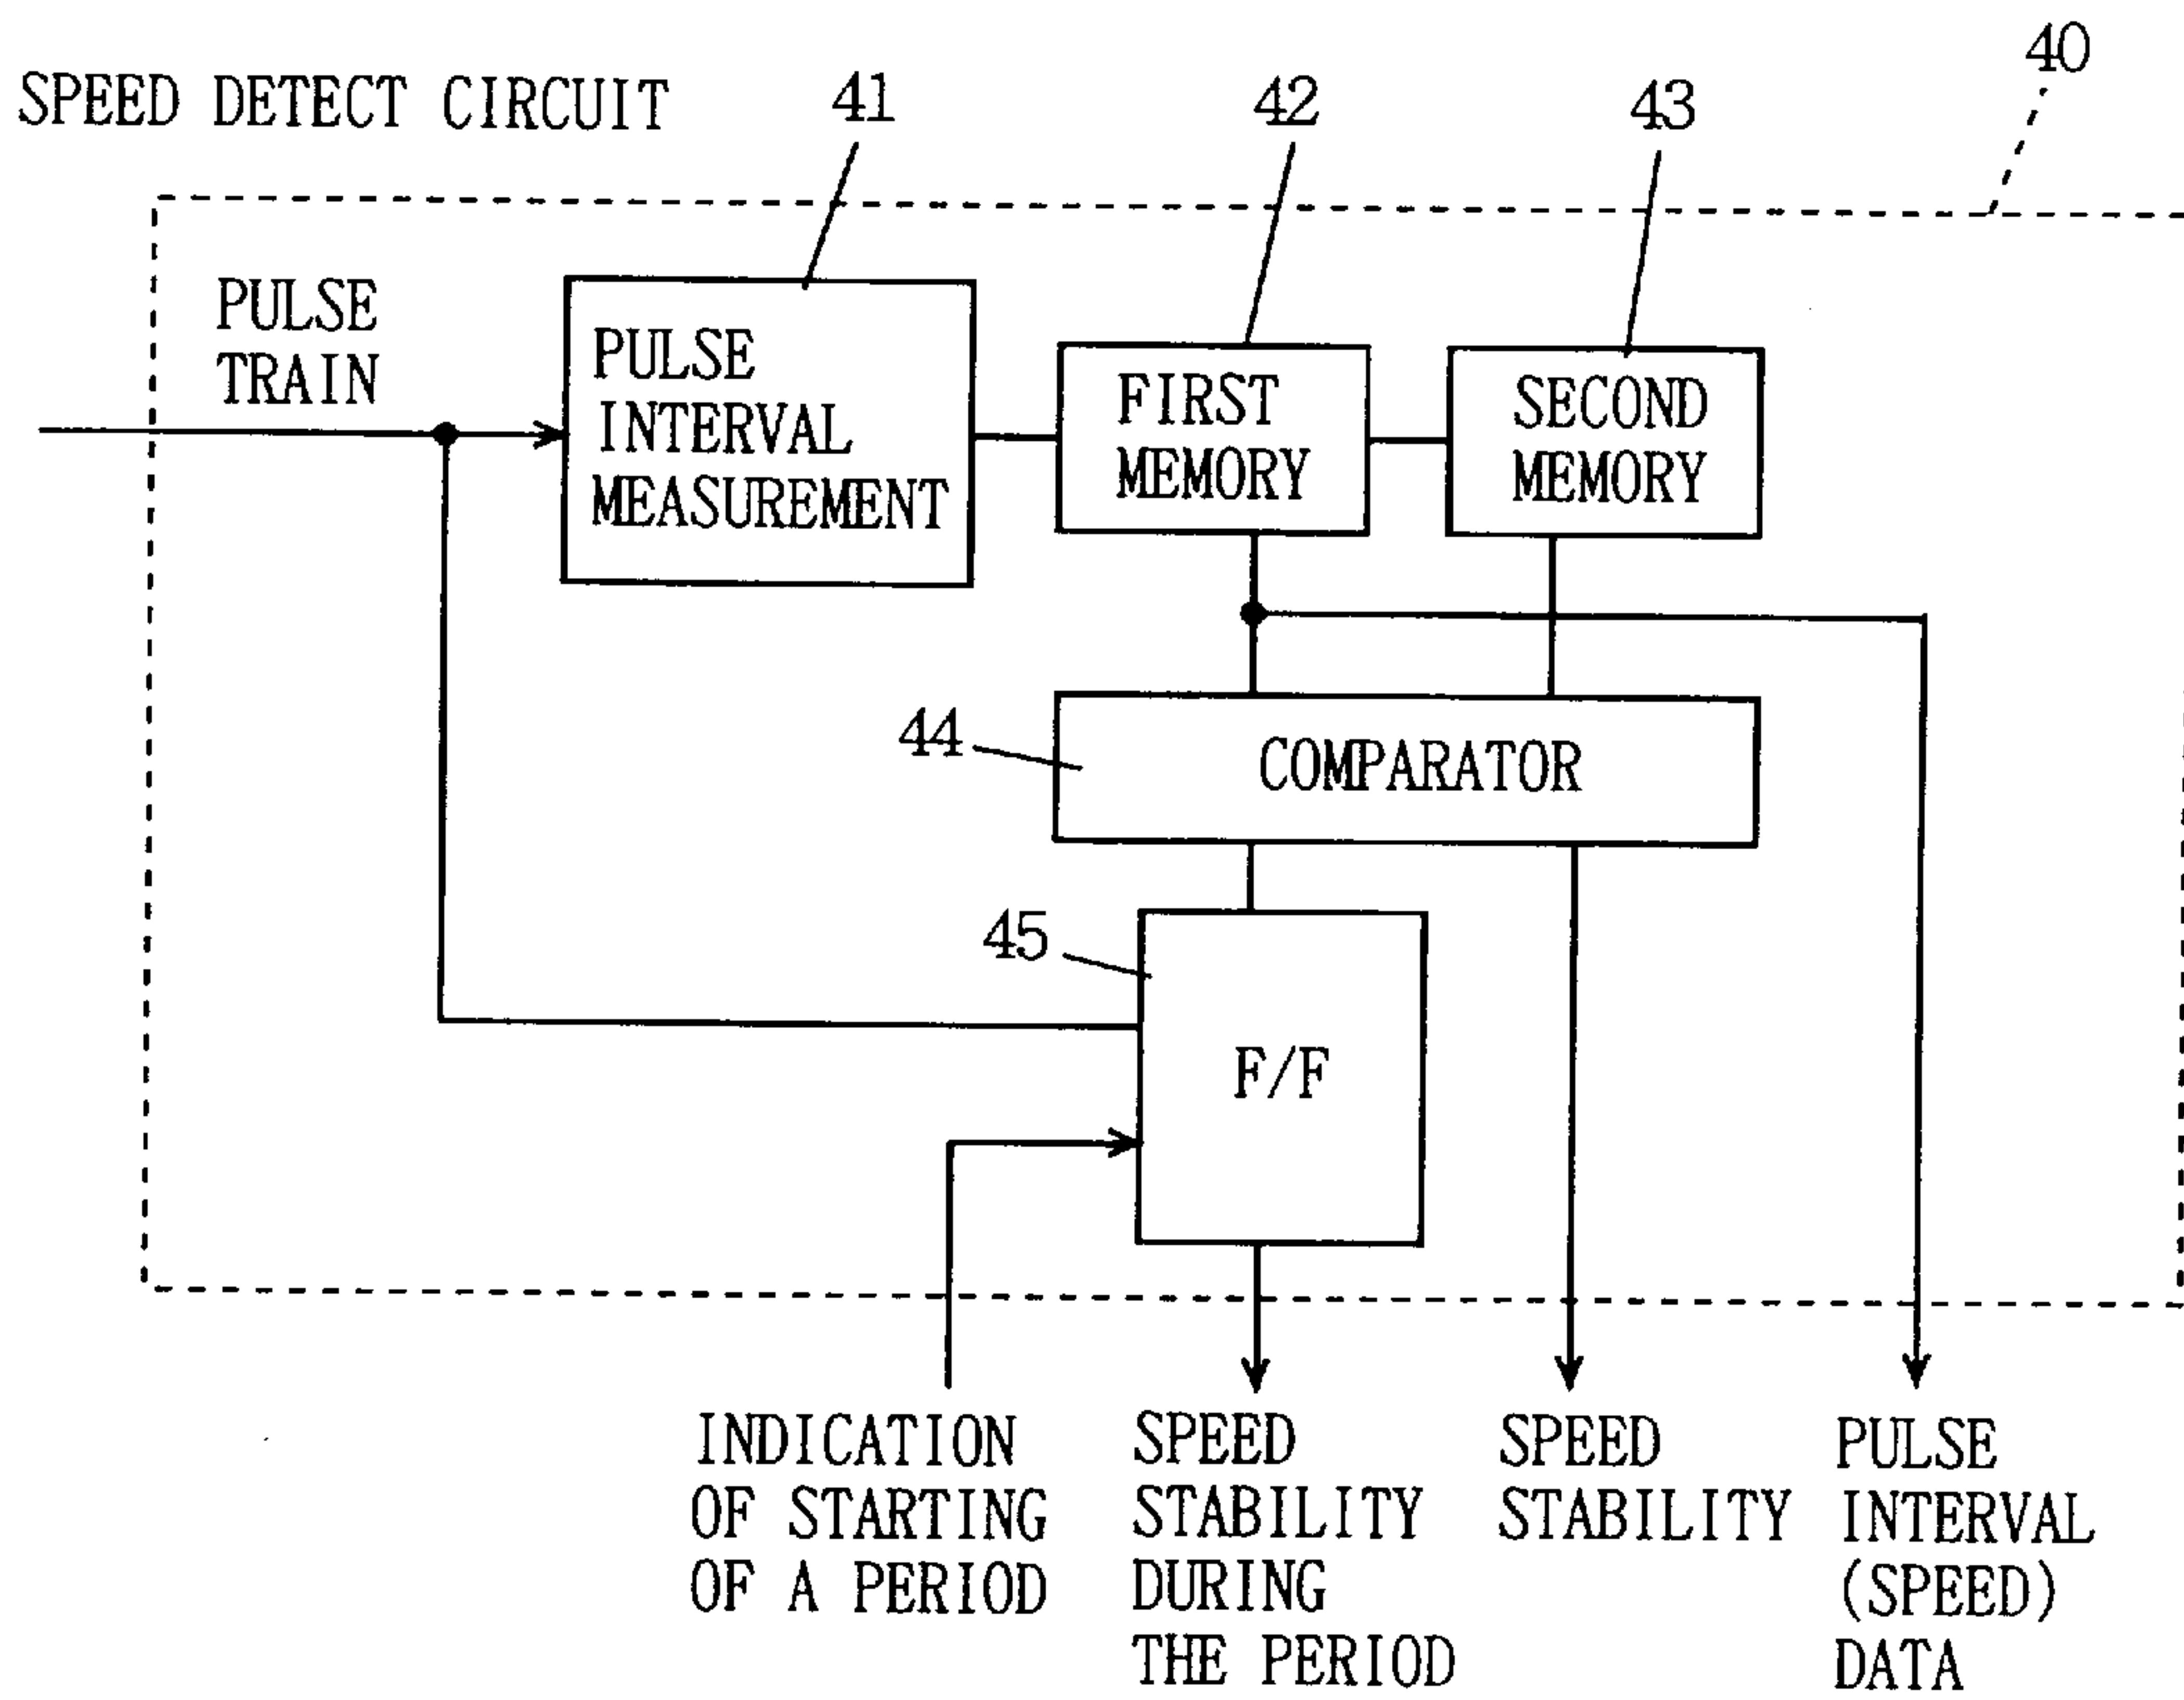 40
SPEED DETECT CIRCUIT
41
42
43
PULSE
TRAIN
PULSE
INTERVAL
MEASUREMENT
FIRST
MEMORY
SECOND
MEMORY
44
COMPARATOR
45
F/F
INDICATION
OF STARTING
OF A PERIOD
SPEED
STABILITY
DURING
THE PERIOD
SPEED
STABILITY
PULSE
INTERVAL
(SPEED)
DATA